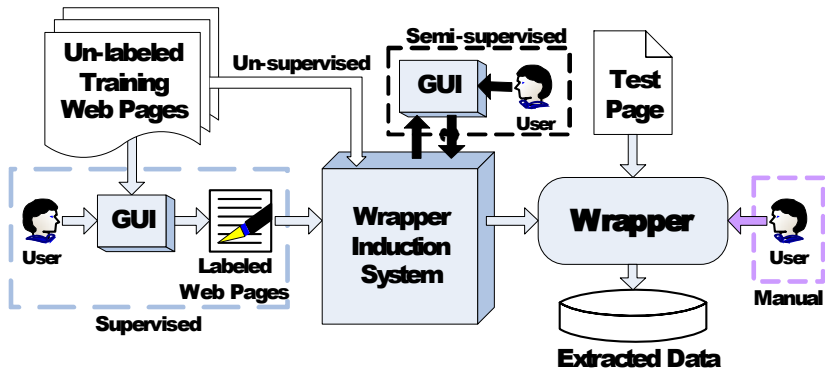 Un-labeled
Training
Web Pages
Un-supervised
Semi-supervised
GUI
User
Test
Page
User
GUI
Labeled
Web Pages
Supervised
Wrapper
Induction
System
Wrapper
User
Manual
Extracted Data